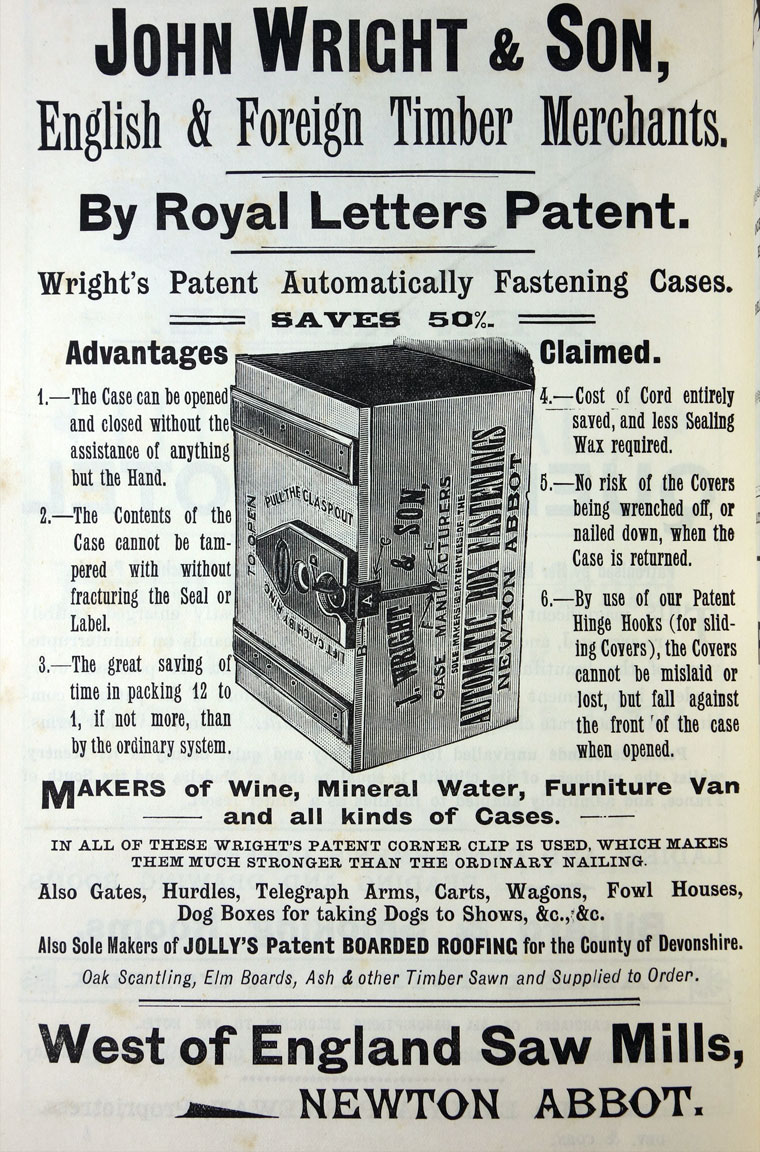 JOHN WRIGHT & SON,
English & Foreign Timber Merchants.
By Royal Letters Patent.
Wright's Patent Automatically Fastening Cases.
SAVES 50%.
Advantages
1.—The Case can be opened
and closed without the
assistance of anything
but the Hand.
2.—The Contents of the
Case cannot be tam-
pered with without
fracturing the Seal or
Label.
3.—The great saving of
time in packing 12 to
1, if not more, than
by the ordinary system.
TO OPEN
PULL THE CLASP OUT
LIFT CATCH BY RING
A
B
C
D
E
F
J. WRIGHT & SON,
CASE MANUFACTURERS
SOLE MAKERS & PATENTEES OF THE
AUTOMATIC BOX FASTENINGS
NEWTON ABBOT
Claimed.
4.—Cost of Cord entirely
saved, and less Sealing
Wax required.
5.—No risk of the Covers
being wrenched off, or
nailed down, when the
Case is returned.
6.—By use of our Patent
Hinge Hooks (for slid-
ing Covers), the Covers
cannot be mislaid or
lost, but fall against
the front of the case
when opened.
MAKERS of Wine, Mineral Water, Furniture Van
and all kinds of Cases.
IN ALL OF THESE WRIGHT'S PATENT CORNER CLIP IS USED, WHICH MAKES
THEM MUCH STRONGER THAN THE ORDINARY NAILING.
Also Gates, Hurdles, Telegraph Arms, Carts, Wagons, Fowl Houses,
Dog Boxes for taking Dogs to Shows, &c., &c.
Also Sole Makers of JOLLY'S Patent BOARDED ROOFING for the County of Devonshire.
Oak Scantling, Elm Boards, Ash & other Timber Sawn and Supplied to Order.
West of England Saw Mills,
NEWTON ABBOT.